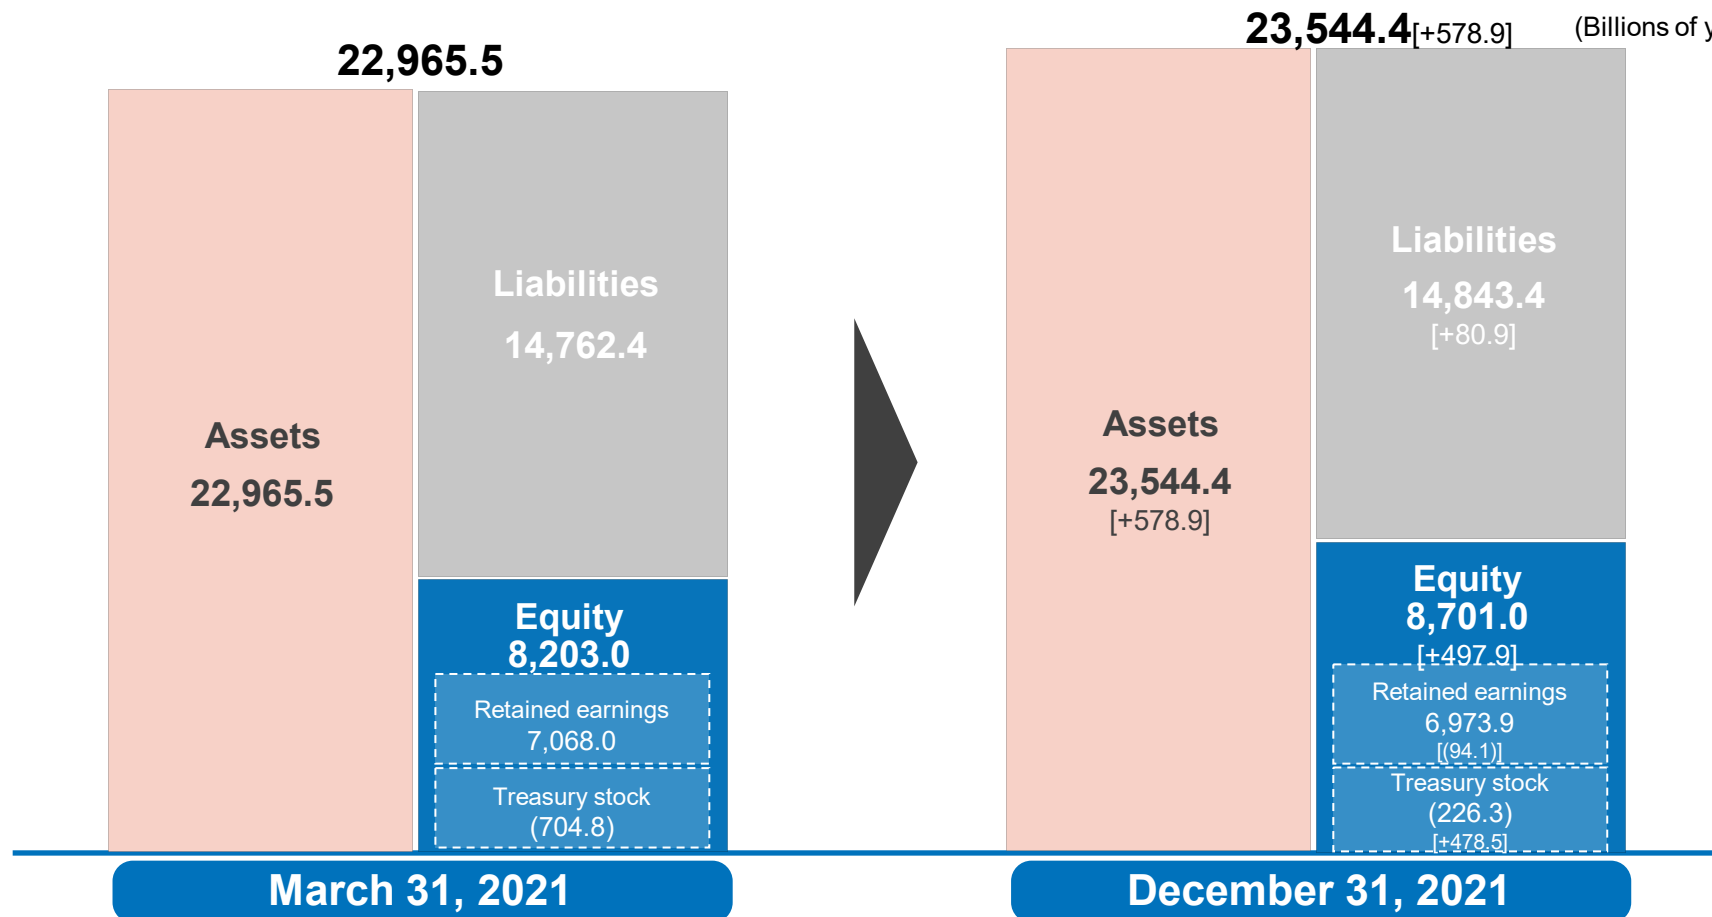 22,965.5
Assets
22,965.5
Liabilities
14,762.4
Equity
8,203.0
Retained earnings
7,068.0
Treasury stock
(704.8)
March 31, 2021
23,544.4[+578.9]
(Billions of y
Assets
23,544.4
[+578.9]
Liabilities
14,843.4
[+80.9]
Equity
8,701.0
[+497.9]
Retained earnings
6,973.9
[(94.1)]
Treasury stock
(226.3)
[+478.5]
December 31, 2021